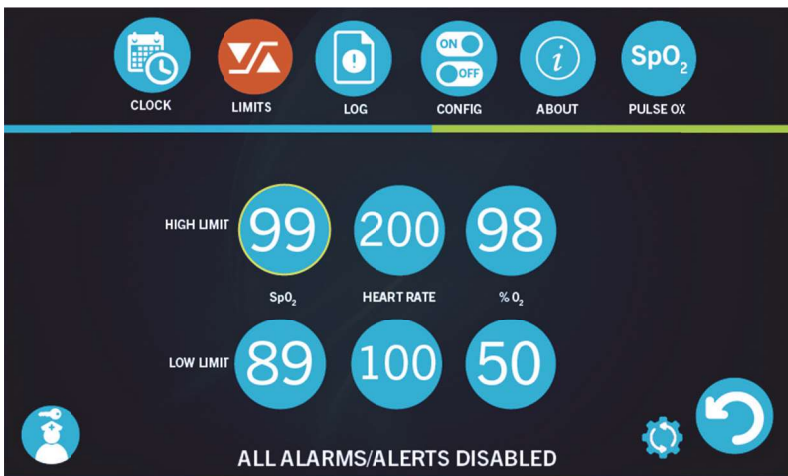 ON
OFF
SpO₂
CLOCK
LIMITS
LOG
CONFIG
ABOUT
PULSE OX
HIGH LIMIT 99 200 98
SpO₂ HEART RATE % O₂
LOW LIMIT 89 100 50
ALL ALARMS/ALERTS DISABLED